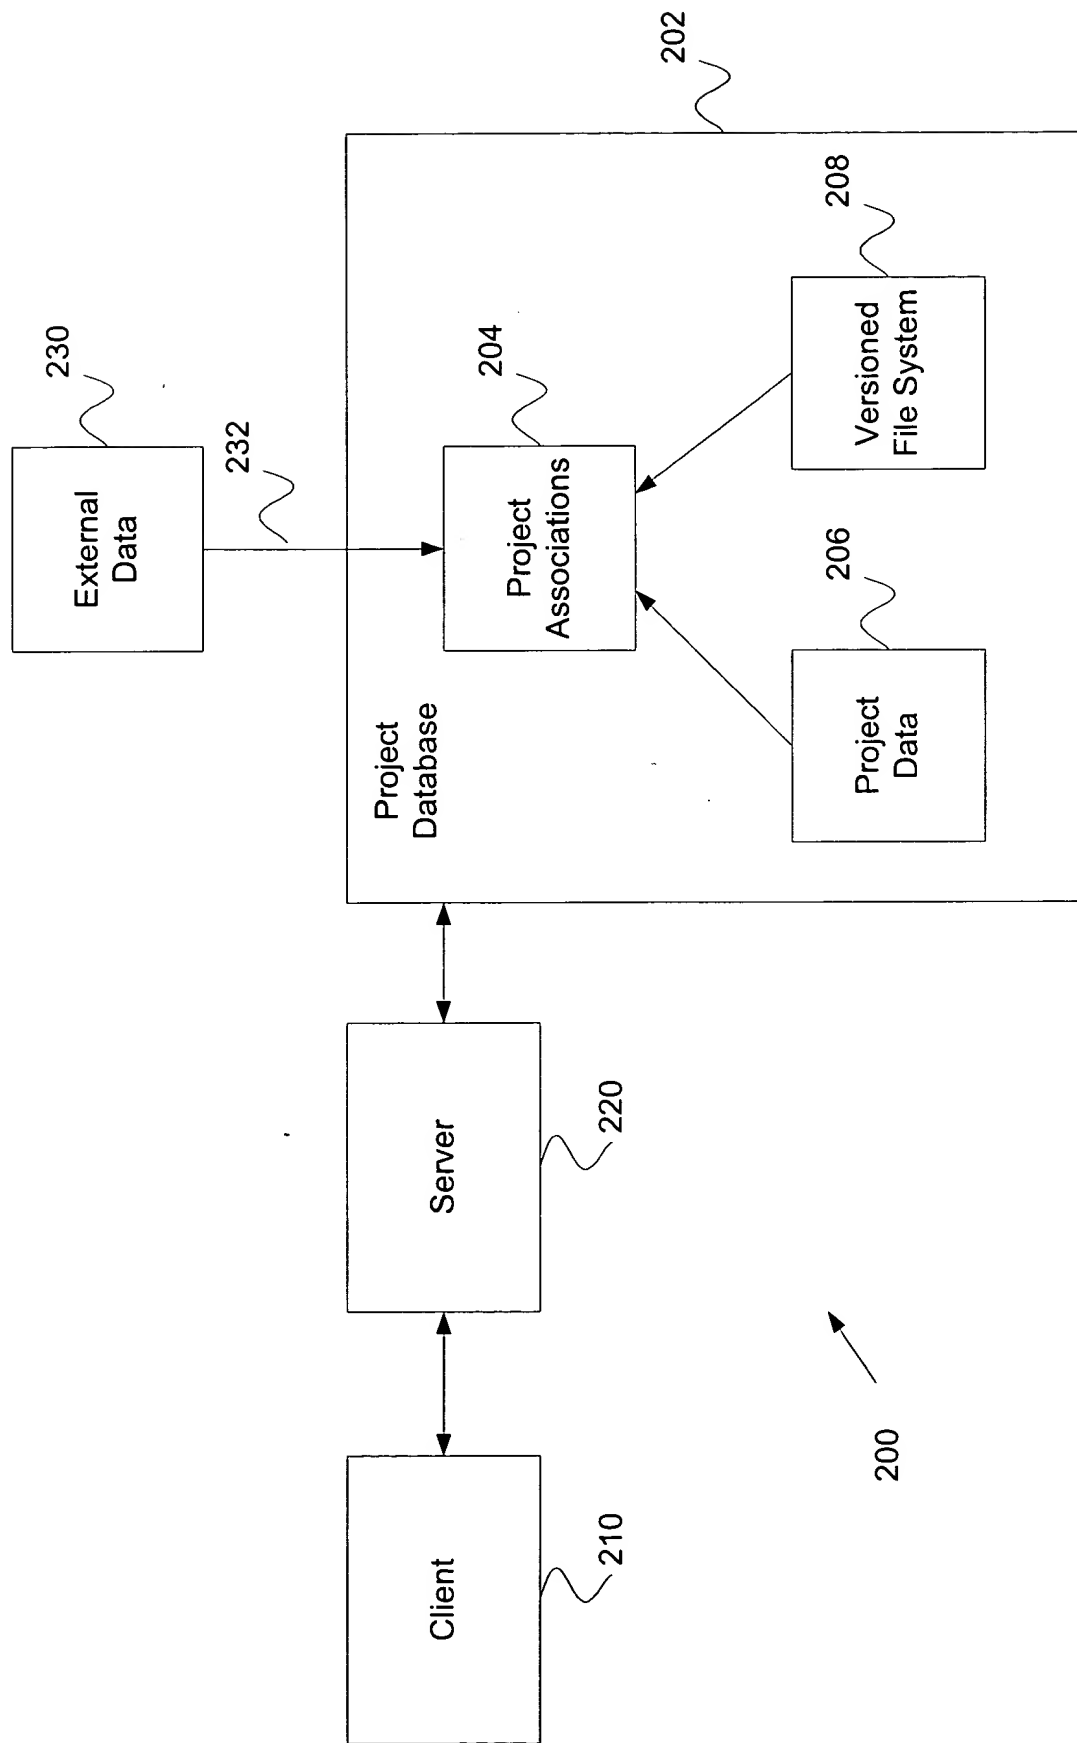 External
Data
230
232
202
Project
Database
Project
Associations
204
Client
210
Server
220
Project
Data
206
Versioned
File System
208
200